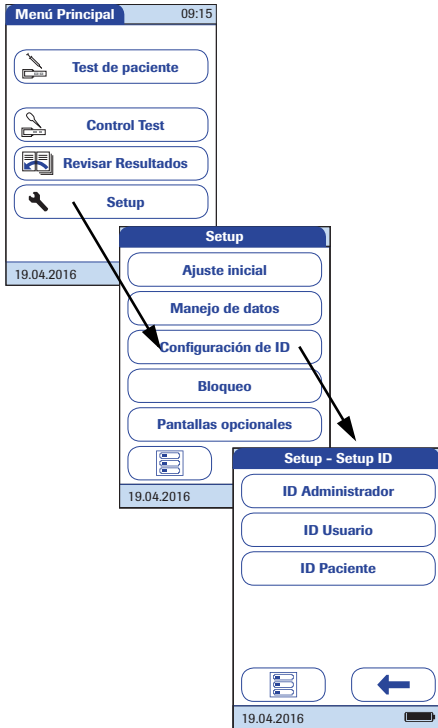 Menú Principal
09:15
Test de paciente
Control Test
Revisar Resultados
Setup
19.04.2016
Setup
Ajuste inicial
Manejo de datos
Configuración de ID
Bloqueo
Pantallas opcionales
19.04.2016
Setup - Setup ID
ID Administrador
ID Usuario
ID Paciente
19.04.2016